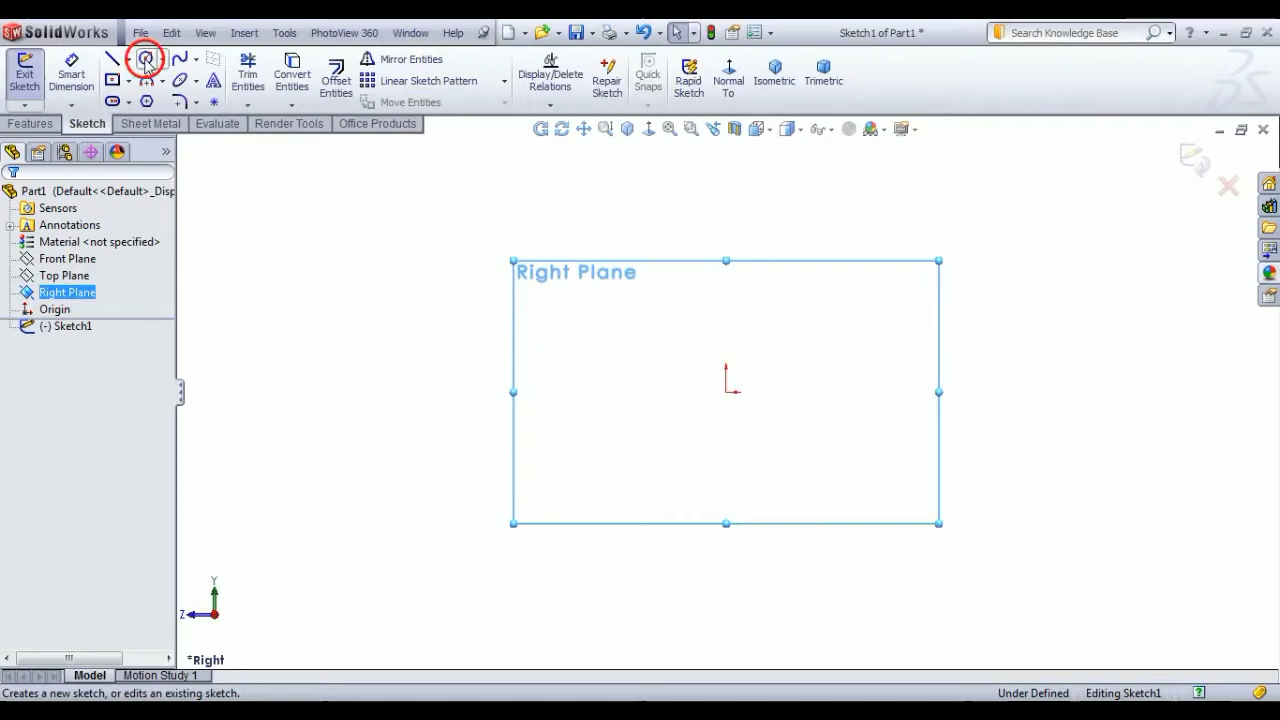 SW SolidWorks File Edit View Insert Tools PhotoView 360 Window Help Sketch1 of Part1 * Search Knowledge Base ?
Exit Sketch Smart Dimension Trim Entities Convert Entities Offset Entities Mirror Entities Linear Sketch Pattern Move Entities Display/Delete Relations Repair Sketch Quick Snaps Rapid Sketch Normal To Isometric Trimetric
Features Sketch Sheet Metal Evaluate Render Tools Office Products
Part1 (Default<<Default>_Disp
Sensors
A Annotations
Material <not specified>
Front Plane
Top Plane
Right Plane
Origin
(-) Sketch1
Right Plane
Y
Z
*Right
Model Motion Study 1
Creates a new sketch, or edits an existing sketch. Under Defined Editing Sketch1 ?